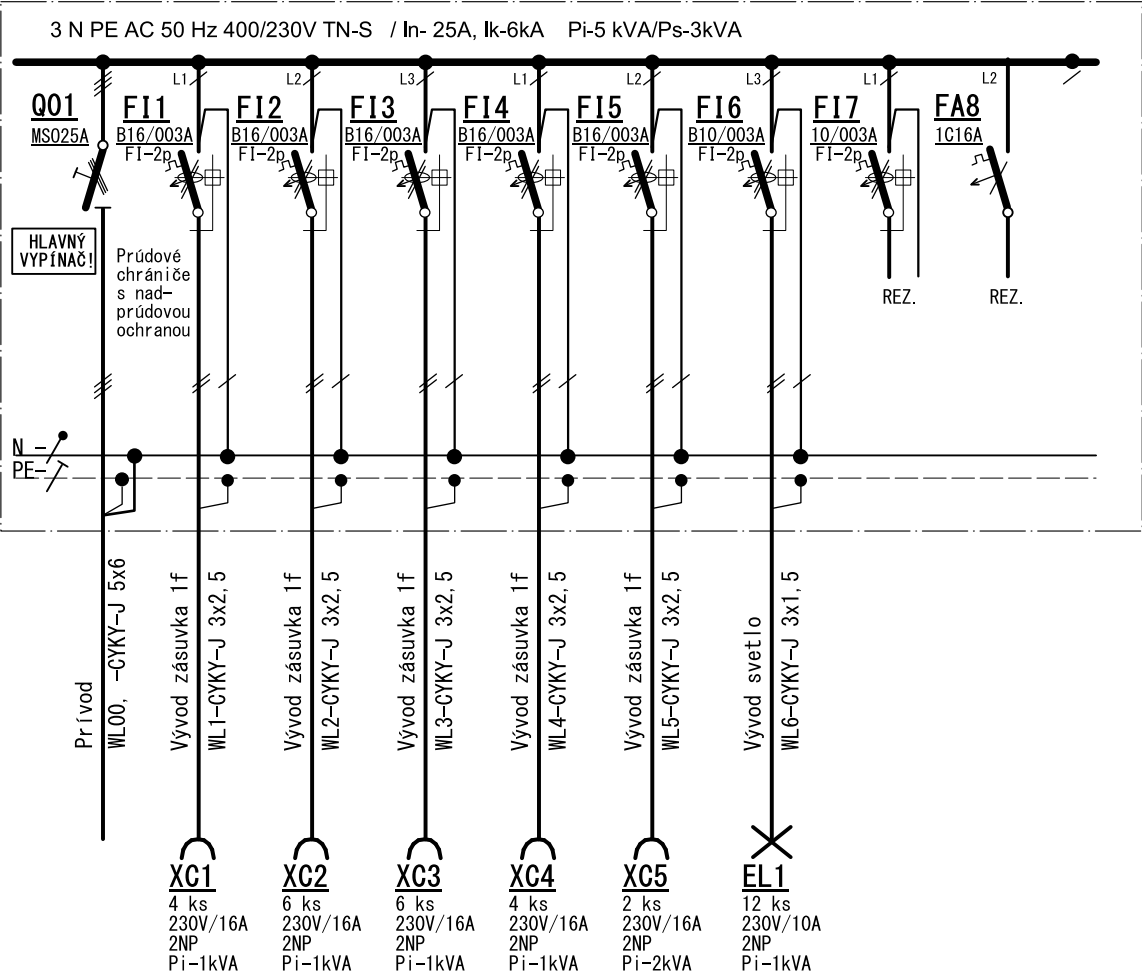 3 N PE AC 50 Hz 400/230V TN-S / In- 25A, Ik-6kA Pi-5 kVA/Ps-3kVA
L1
L2
L3
L1
L2
L3
L1
L2
Q01
MSO25A
FI1
B16/003A
FI-2p
FI2
B16/003A
FI-2p
FI3
B16/003A
FI-2p
FI4
B16/003A
FI-2p
FI5
B16/003A
FI-2p
FI6
B10/003A
FI-2p
FI7
10/003A
FI-2p
FA8
1C16A
HLAVNÝ
VYPÍNAČ!
Prúdové
chrániče
s nad-
prúdovou
ochranou
REZ.
REZ.
N -
PE-
Prívod
WL00, -CYKY-J 5x6
Vývod zásuvka 1f
WL1-CYKY-J 3x2,5
Vývod zásuvka 1f
WL2-CYKY-J 3x2,5
Vývod zásuvka 1f
WL3-CYKY-J 3x2,5
Vývod zásuvka 1f
WL4-CYKY-J 3x2,5
Vývod zásuvka 1f
WL5-CYKY-J 3x2,5
Vývod svetlo
WL6-CYKY-J 3x1,5
XC1
4 ks
230V/16A
2NP
Pi-1kVA
XC2
6 ks
230V/16A
2NP
Pi-1kVA
XC3
6 ks
230V/16A
2NP
Pi-1kVA
XC4
4 ks
230V/16A
2NP
Pi-1kVA
XC5
2 ks
230V/16A
2NP
Pi-2kVA
EL1
12 ks
230V/10A
2NP
Pi-1kVA